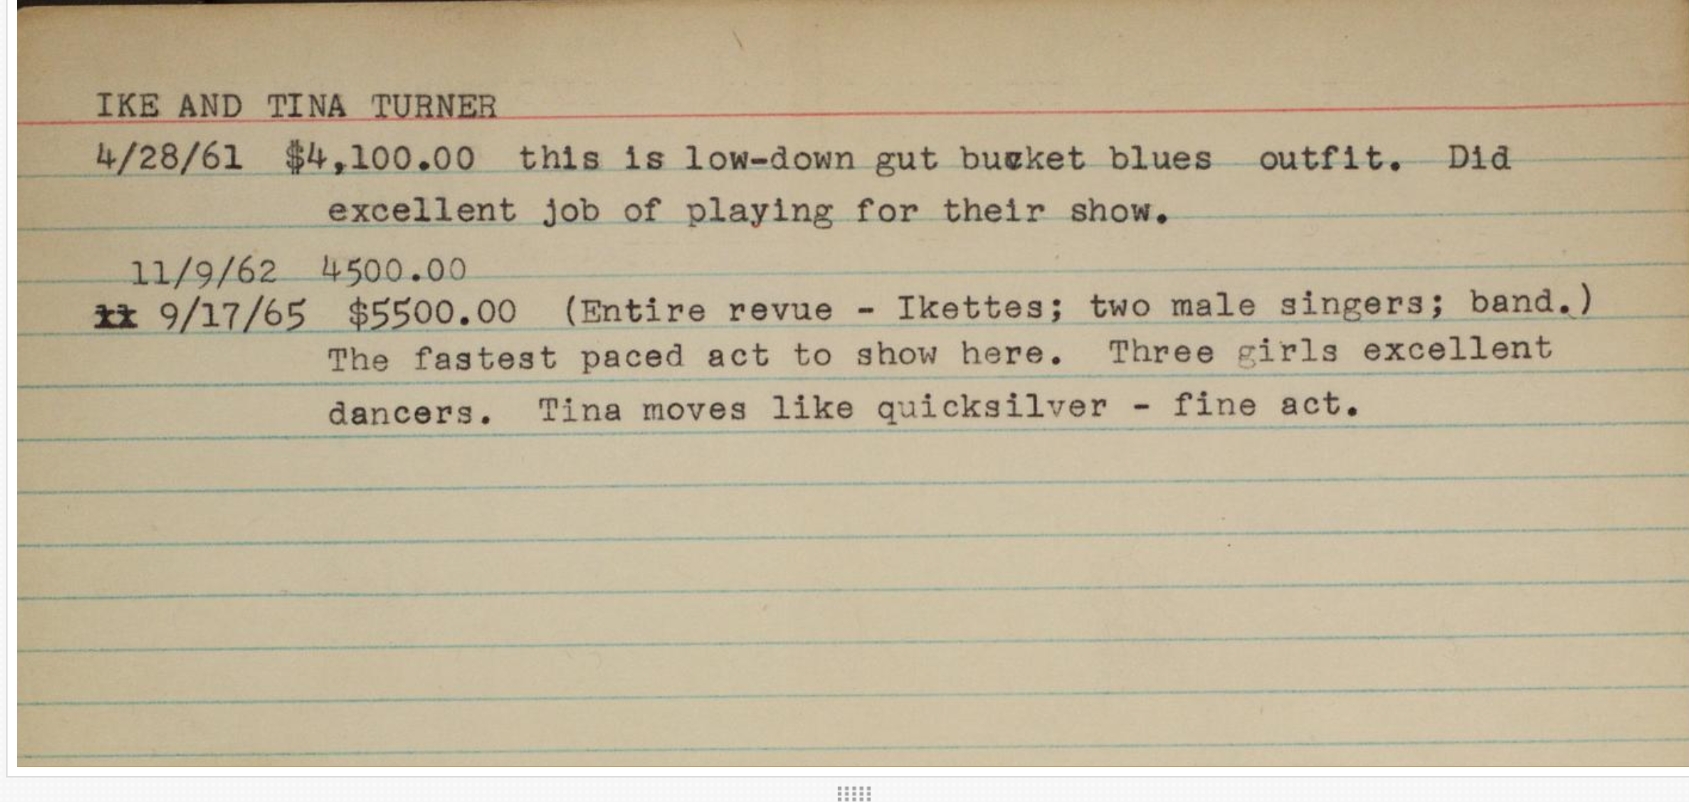 IKE AND TINA TURNER
4/28/61 $4,100.00 this is low-down gut bucket blues outfit. Did
excellent job of playing for their show.
11/9/62 4500.00
9/17/65 $5500.00 (Entire revue - Ikettes; two male singers; band.)
The fastest paced act to show here. Three girls excellent
dancers. Tina moves like quicksilver - fine act.